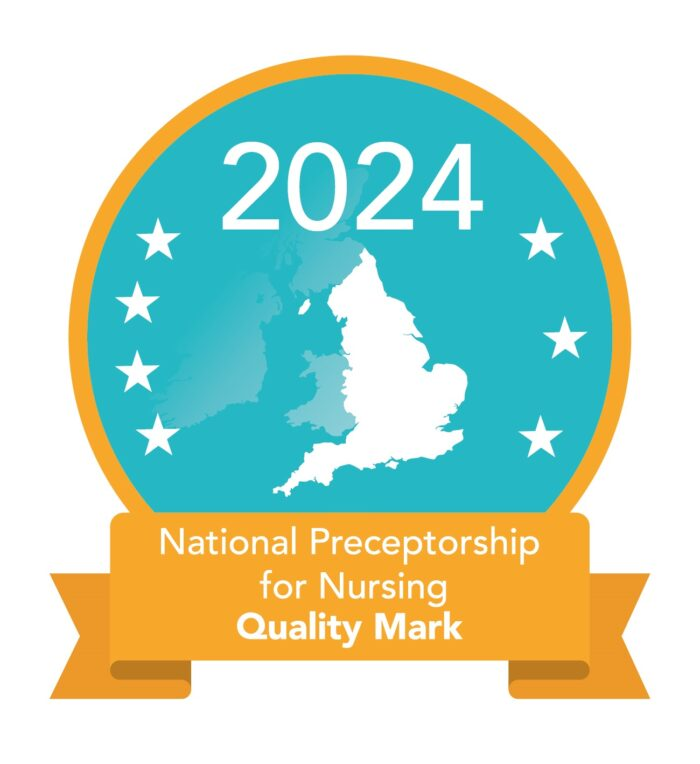 2024
National Preceptorship
for Nursing
Quality Mark